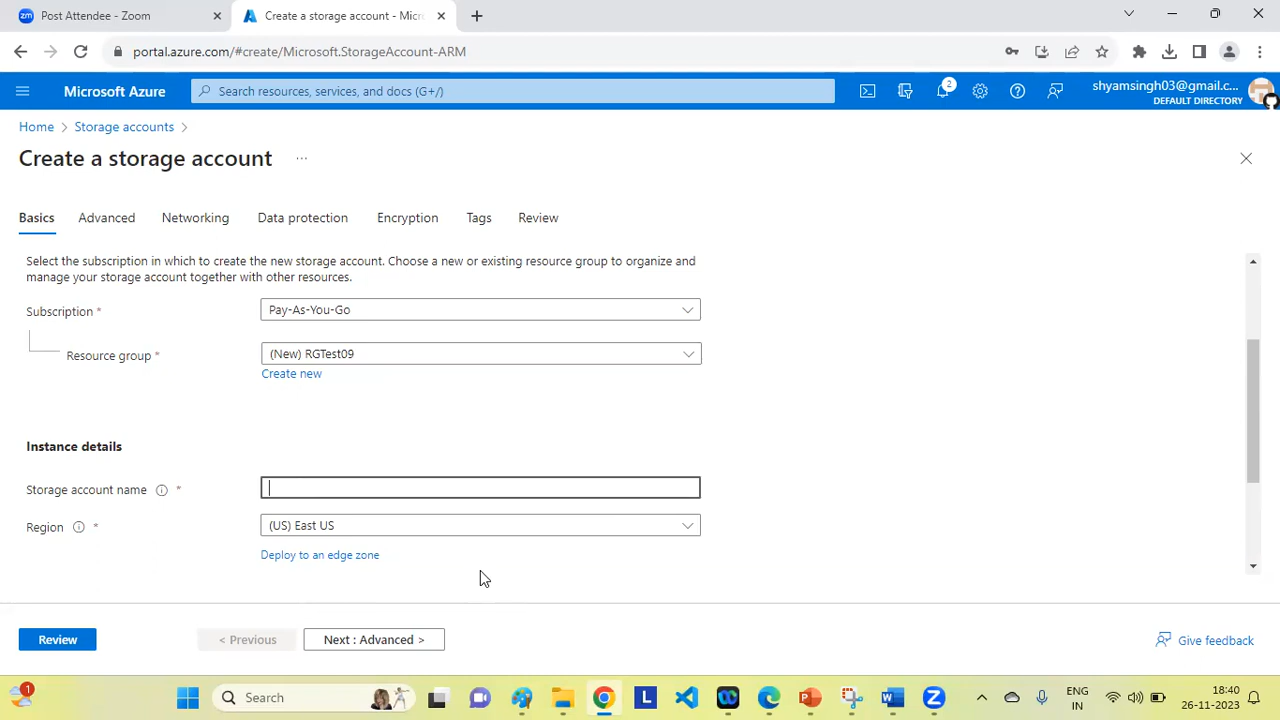 Post Attendee - Zoom
Create a storage account - Micr
portal.azure.com/#create/Microsoft.StorageAccount-ARM
Microsoft Azure
Search resources, services, and docs (G+/)
2
shyamsingh03@gmail.c...
DEFAULT DIRECTORY
Home > Storage accounts >
Create a storage account ...
Basics Advanced Networking Data protection Encryption Tags Review
Select the subscription in which to create the new storage account. Choose a new or existing resource group to organize and
manage your storage account together with other resources.
Subscription * Pay-As-You-Go
Resource group * (New) RGTest09
Create new
Instance details
Storage account name *
Region * (US) East US
Deploy to an edge zone
Review < Previous Next : Advanced > Give feedback
1 Search ENG 18:40
IN 26-11-2023